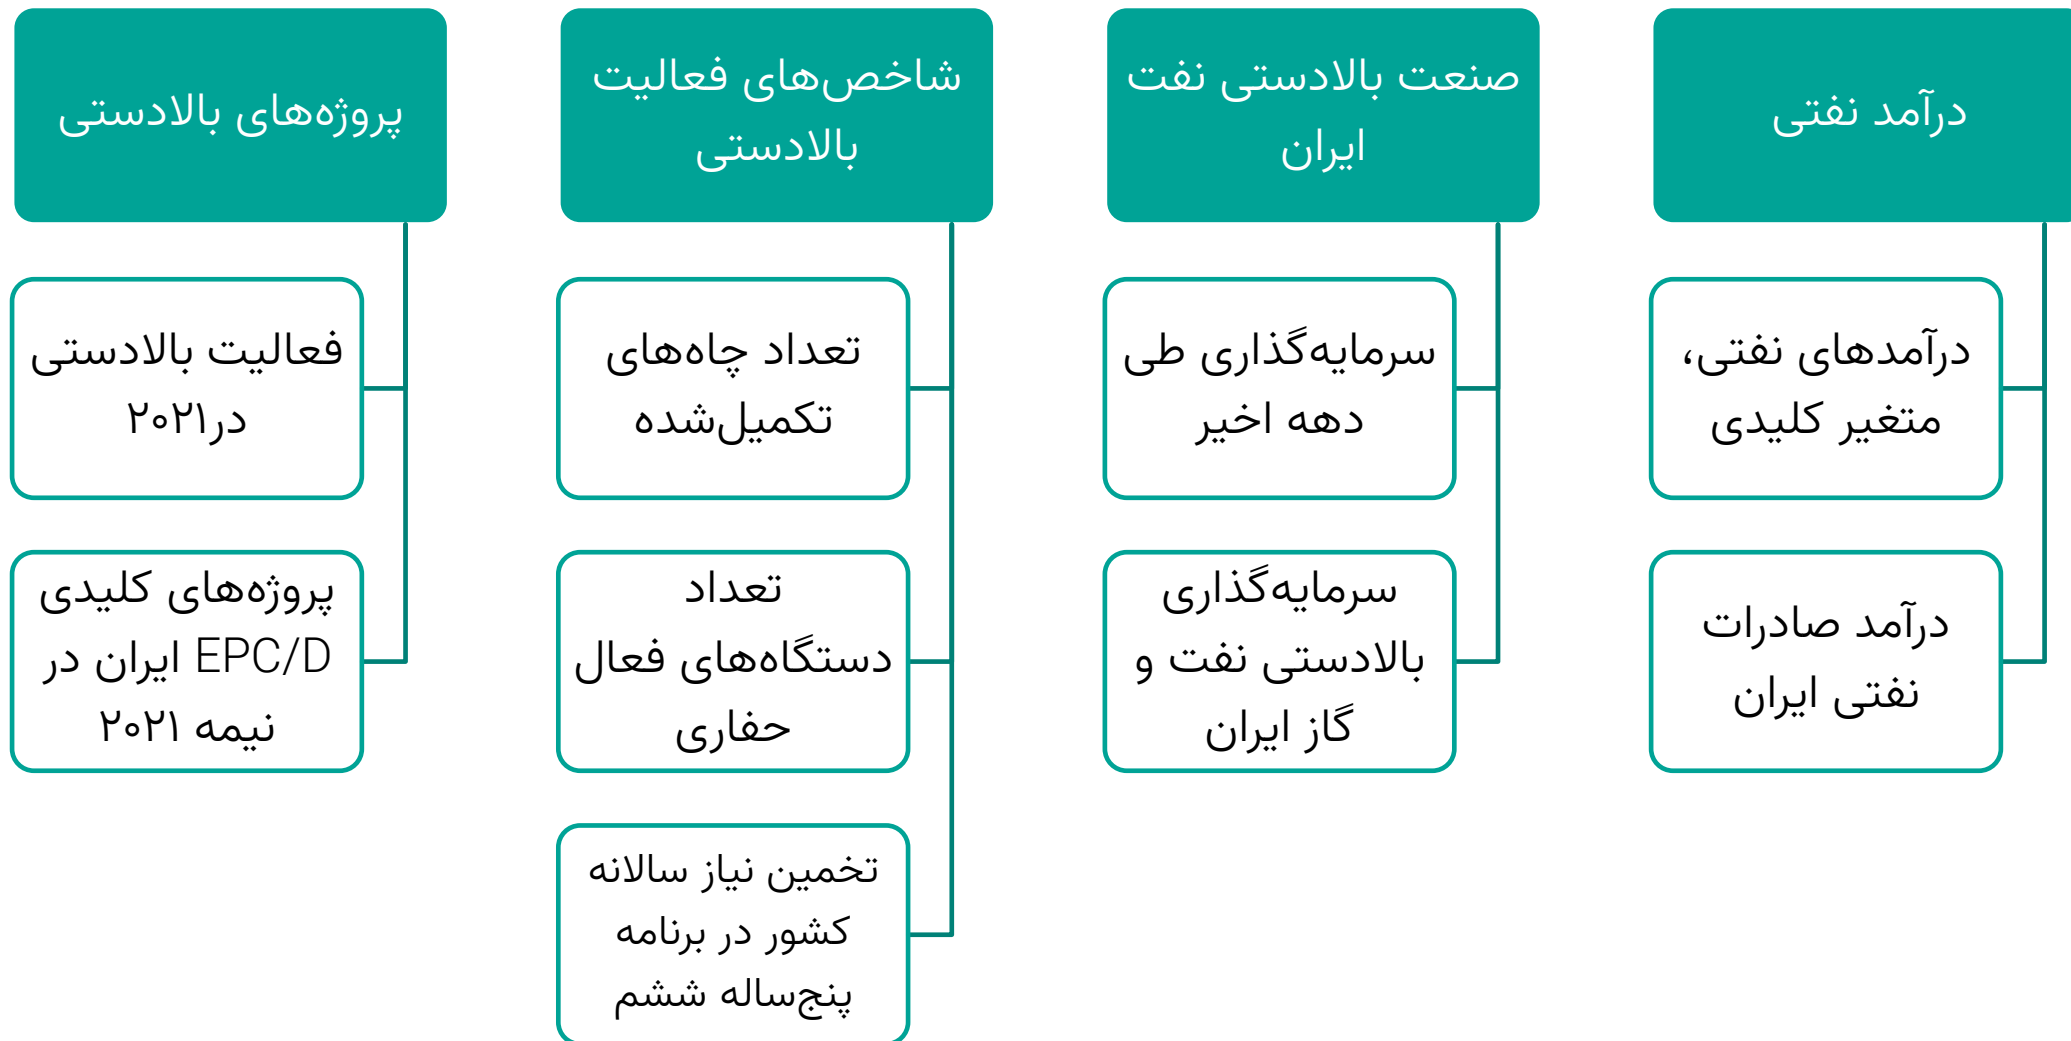 درآمد نفتی
درآمدهای نفتی،
متغیر کلیدی
درآمد صادرات
نفتی ایران
صنعت بالادستی نفت
ایران
سرمایه‌گذاری طی
دهه اخیر
سرمایه‌گذاری
بالادستی نفت و
گاز ایران
شاخص‌های فعالیت
بالادستی
تعداد چاه‌های
تکمیل‌شده
تعداد
دستگاه‌های فعال
حفاری
تخمین نیاز سالانه
کشور در برنامه
پنج‌ساله ششم
پروژه‌های بالادستی
فعالیت بالادستی
در۲۰۲۱
پروژه‌های کلیدی
EPC/D ایران در
نیمه ۲۰۲۱